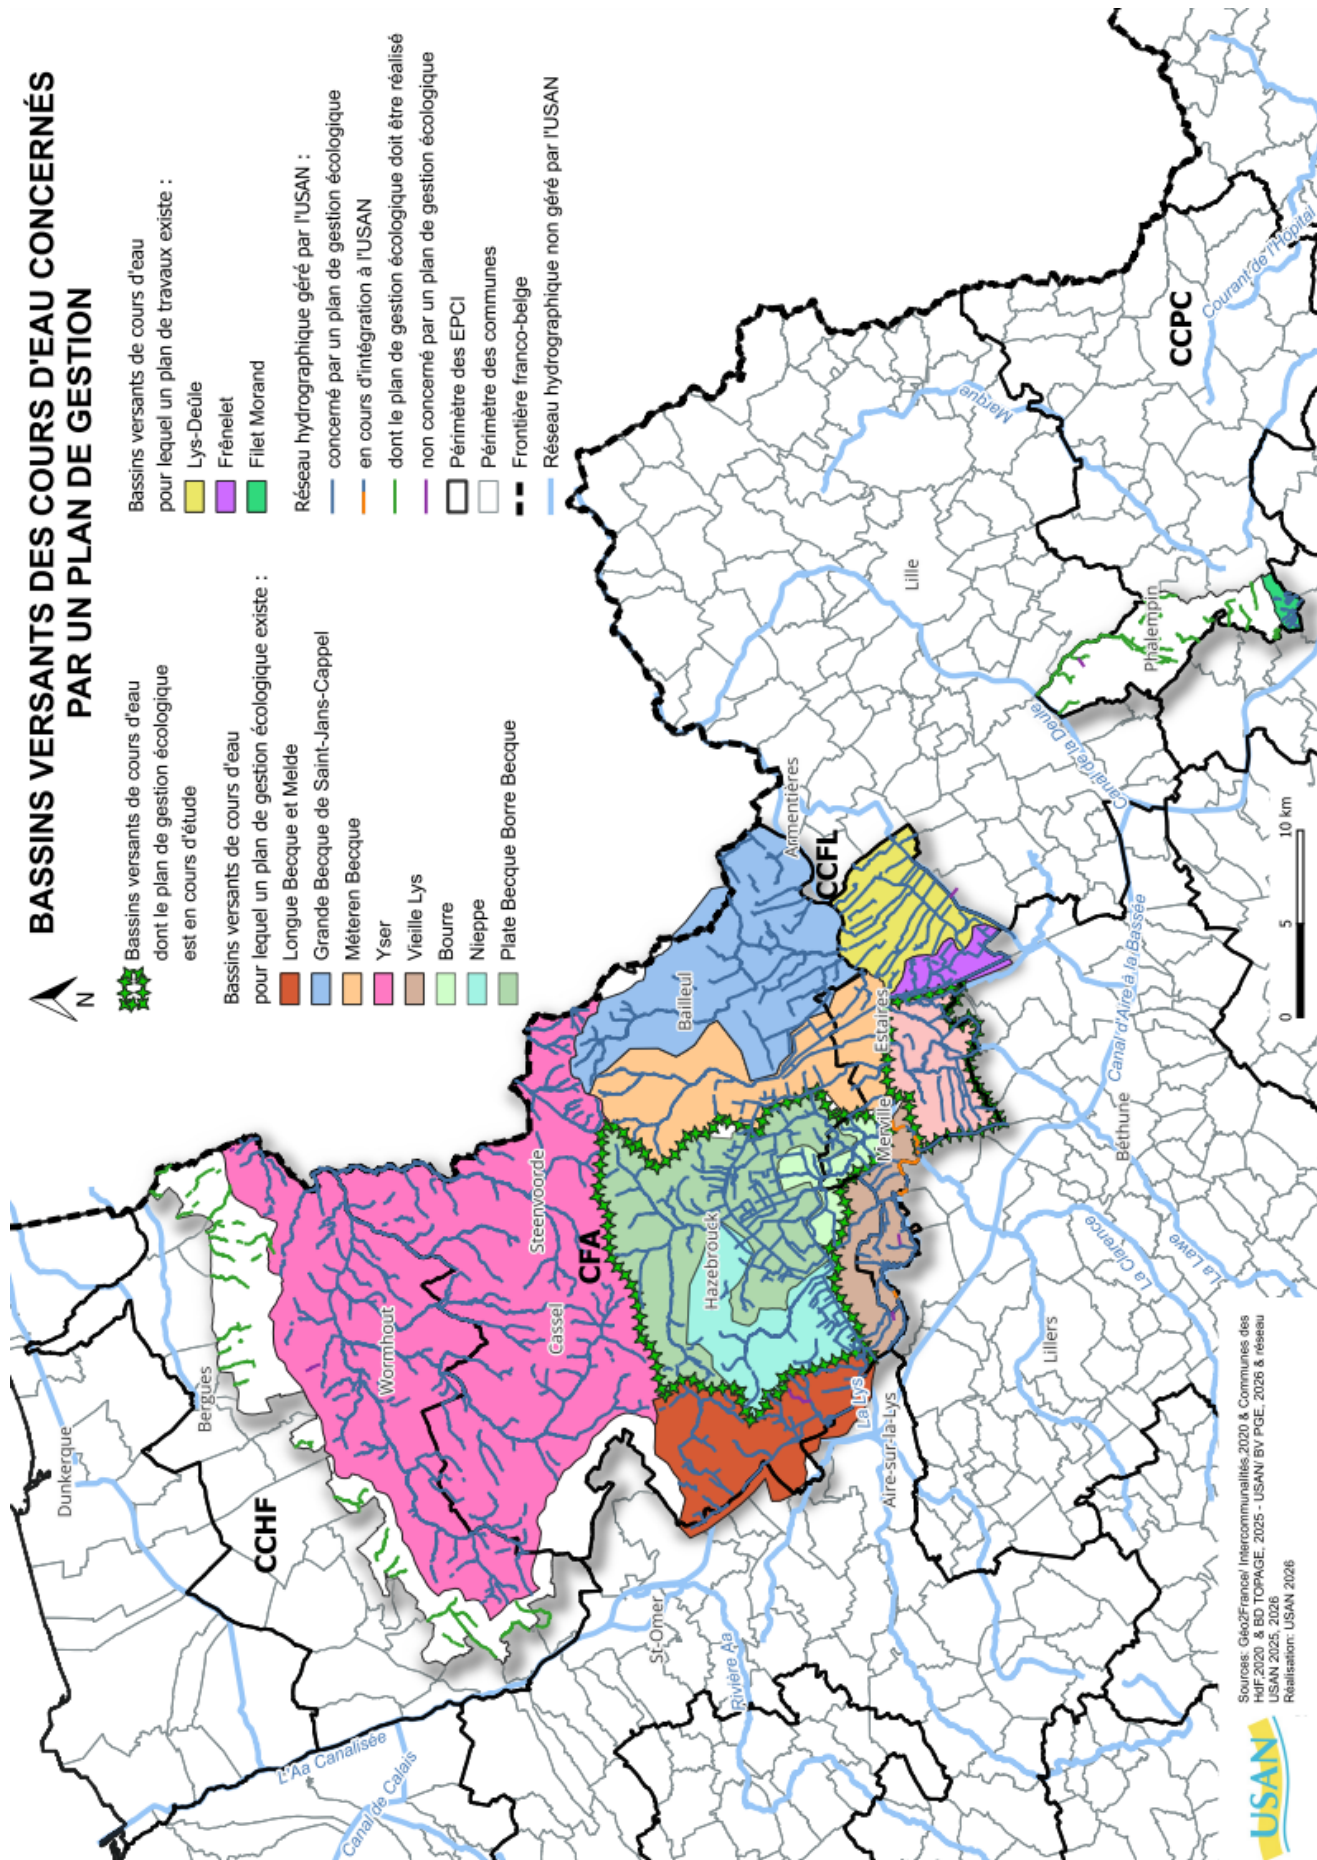 BASSINS VERSANTS DES COURS D'EAU CONCERNÉS
PAR UN PLAN DE GESTION
N
Bassins versants de cours d'eau
dont le plan de gestion écologique
est en cours d'étude
Bassins versants de cours d'eau
pour lequel un plan de gestion écologique existe :
Longue Becque et Melde
Grande Becque de Saint-Jans-Cappel
Méteren Becque
Yser
Vieille Lys
Bourre
Nieppe
Plate Becque Borre Becque
Bassins versants de cours d'eau
pour lequel un plan de travaux existe :
Lys-Deûle
Frênelet
Filet Morand
Réseau hydrographique géré par l'USAN :
concerné par un plan de gestion écologique
en cours d'intégration à l'USAN
dont le plan de gestion écologique doit être réalisé
non concerné par un plan de gestion écologique
Périmètre des EPCI
Périmètre des communes
Frontière franco-belge
Réseau hydrographique non géré par l'USAN
Dunkerque
Bergues
CCHF
Wormhout
Steenvoorde
Cassel
CFA
L'Aa Canalisée
Canal de Calais
St-Omer
Rivière Aa
Hazebrouck
Bailleul
Armentières
CCFL
Estaires
Merville
La Lys
Aire-sur-la-Lys
Lillers
La Clarence
La Lawe
Béthune
Canal d'Aire à la Bassée
Canal de la Deule
Lille
Marque
Phalempin
CCPC
Courant de l'Hôpital
0 5 10 km
USAN
Sources: Géo2France/ Intercommunalités,2020 & Communes des
HdF,2020 & BD TOPAGE, 2025 - USAN/ BV PGE, 2026 & réseau
USAN 2025, 2026
Réalisation: USAN 2026